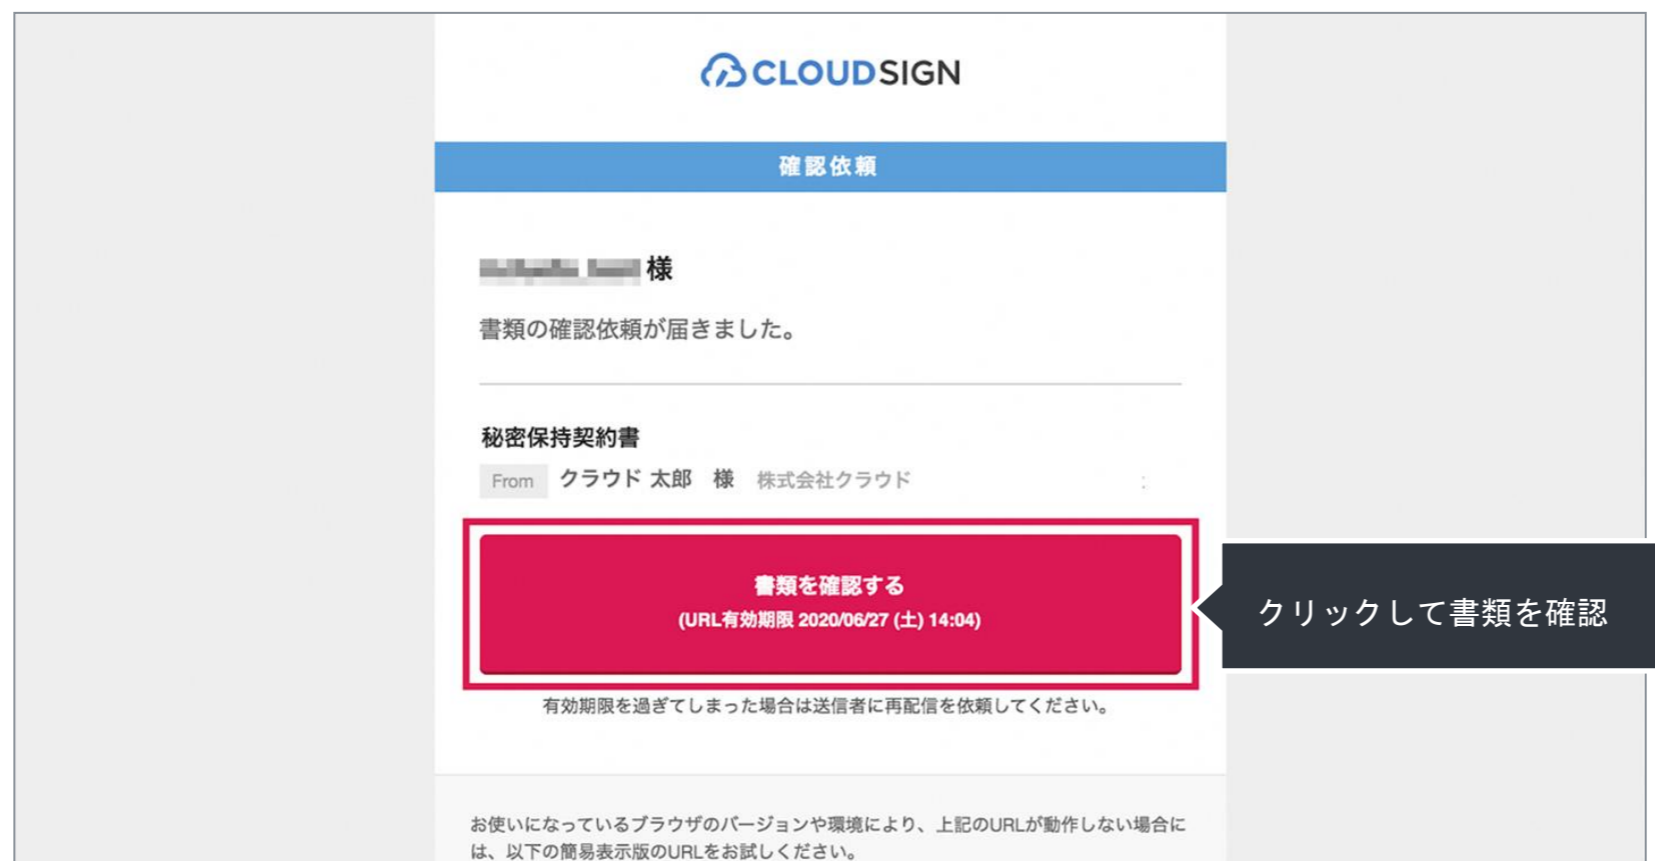 CLOUDSIGN
確認依頼
様
書類の確認依頼が届きました。
秘密保持契約書
From クラウド 太郎 様 株式会社クラウド :
書類を確認する
(URL有効期限 2020/06/27 (土) 14:04)
クリックして書類を確認
有効期限を過ぎてしまった場合は送信者に再配信を依頼してください。
お使いになっているブラウザのバージョンや環境により、上記のURLが動作しない場合に
は、以下の簡易表示版のURLをお試しください。